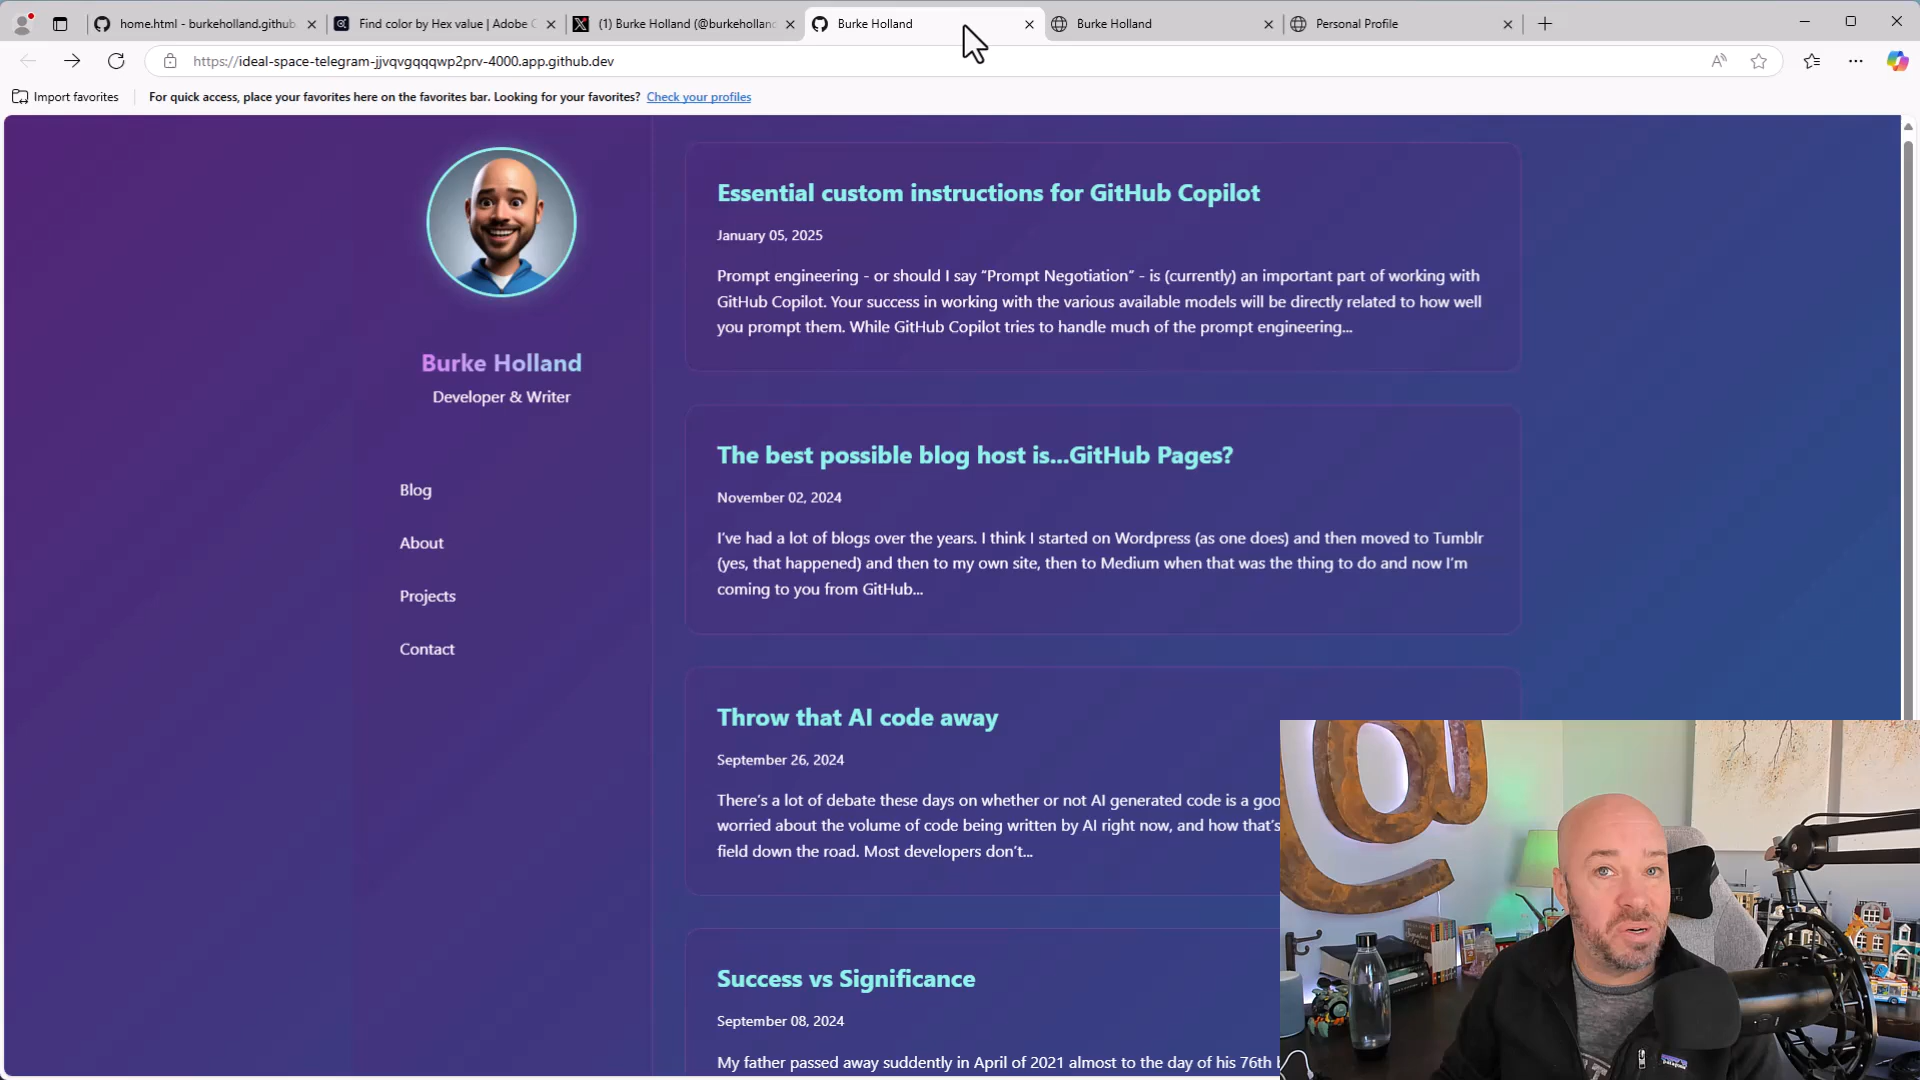 home.html - burkeholland.github.
Find color by Hex value | Adobe C
(1) Burke Holland (@burkehollan
Burke Holland
Burke Holland
Personal Profile
https://ideal-space-telegram-jjvqvgqqqwp2prv-4000.app.github.dev
Import favorites
For quick access, place your favorites here on the favorites bar. Looking for your favorites? Check your profiles
Burke Holland
Developer & Writer
Blog
About
Projects
Contact
Essential custom instructions for GitHub Copilot
January 05, 2025
Prompt engineering - or should I say “Prompt Negotiation” - is (currently) an important part of working with
GitHub Copilot. Your success in working with the various available models will be directly related to how well
you prompt them. While GitHub Copilot tries to handle much of the prompt engineering...
The best possible blog host is...GitHub Pages?
November 02, 2024
I’ve had a lot of blogs over the years. I think I started on Wordpress (as one does) and then moved to Tumblr
(yes, that happened) and then to my own site, then to Medium when that was the thing to do and now I’m
coming to you from GitHub...
Throw that AI code away
September 26, 2024
There’s a lot of debate these days on whether or not AI generated code is a goo
worried about the volume of code being written by AI right now, and how that’s
field down the road. Most developers don’t...
Success vs Significance
September 08, 2024
My father passed away suddenly in April of 2021 almost to the day of his 76th